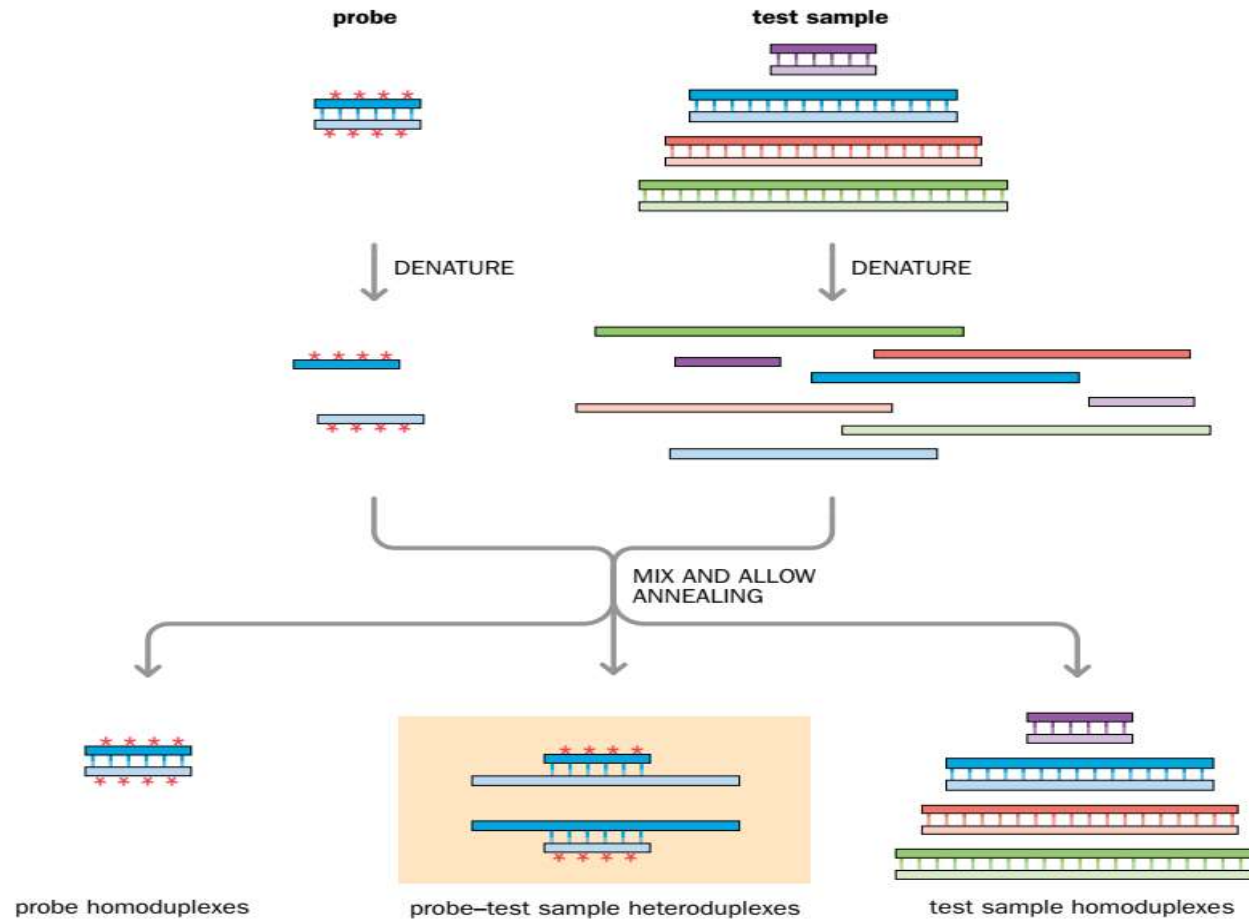 probe
test sample
DENATURE
DENATURE
MIX AND ALLOW
ANNEALING
probe homoduplexes
probe–test sample heteroduplexes
test sample homoduplexes